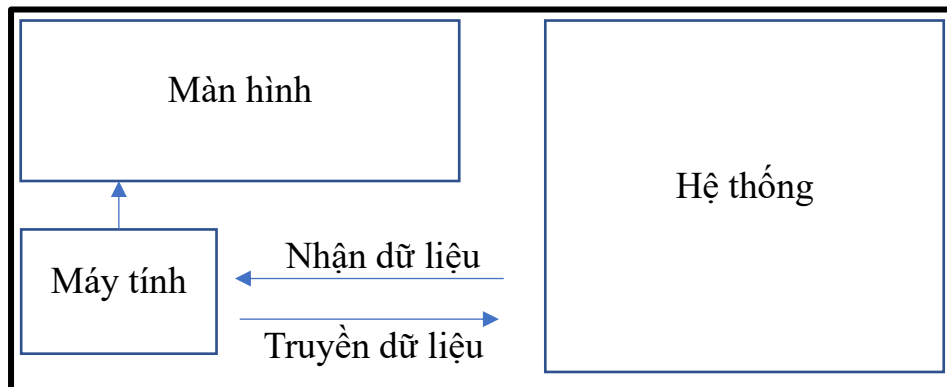 Màn hình
Hệ thống
Nhận dữ liệu
Máy tính
Truyền dữ liệu